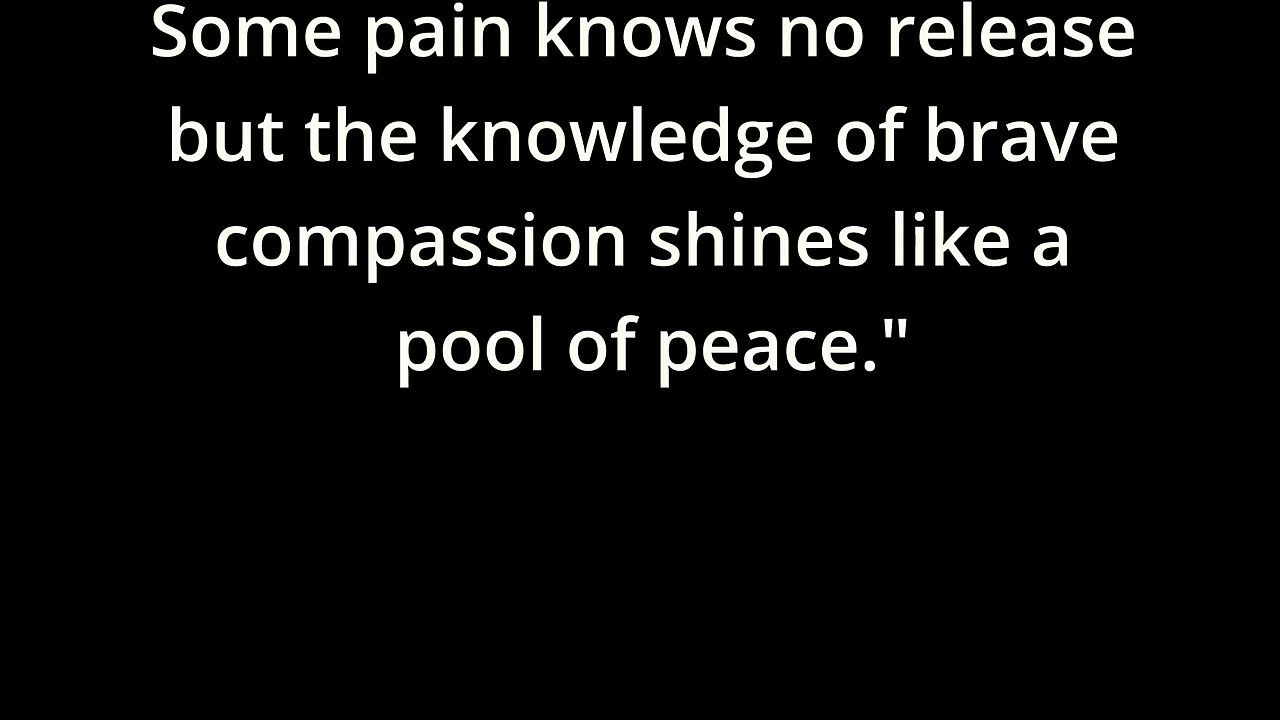 Some pain knows no release
but the knowledge of brave
compassion shines like a
pool of peace."